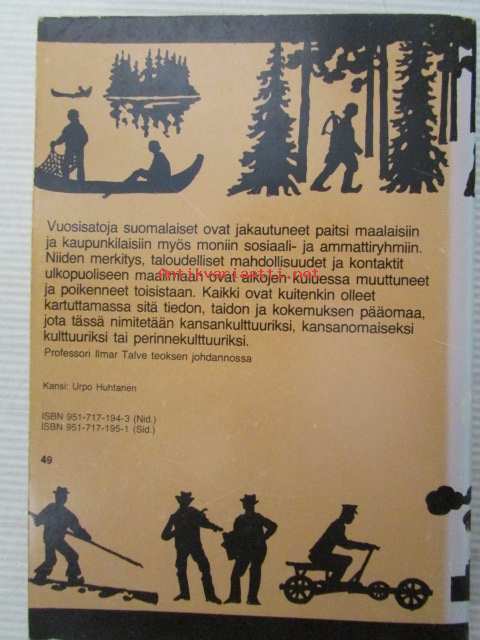 Vuosisatoja suomalaiset ovat jakautuneet paitsi maalaisiin
ja kaupunkilaisiin myös moniin sosiaali- ja ammattiryhmiin.
Niiden merkitys, taloudelliset mahdollisuudet ja kontaktit
ulkopuoliseen maailmaan ovat aikojen kuluessa muuttuneet
antikvariaatti.net
ja poikenneet toisistaan. Kaikki ovat kuitenkin olleet
kartuttamassa sitä tiedon, taidon ja kokemuksen pääomaa,
jota tässä nimitetään kansankulttuuriksi, kansanomaiseksi
kulttuuriksi tai perinnekulttuuriksi.
Professori Ilmar Talve teoksen johdannossa
Kansi: Urpo Huhtanen
ISBN 951-717-194-3 (Nid.)
ISBN 951-717-195-1 (Sid.)
49